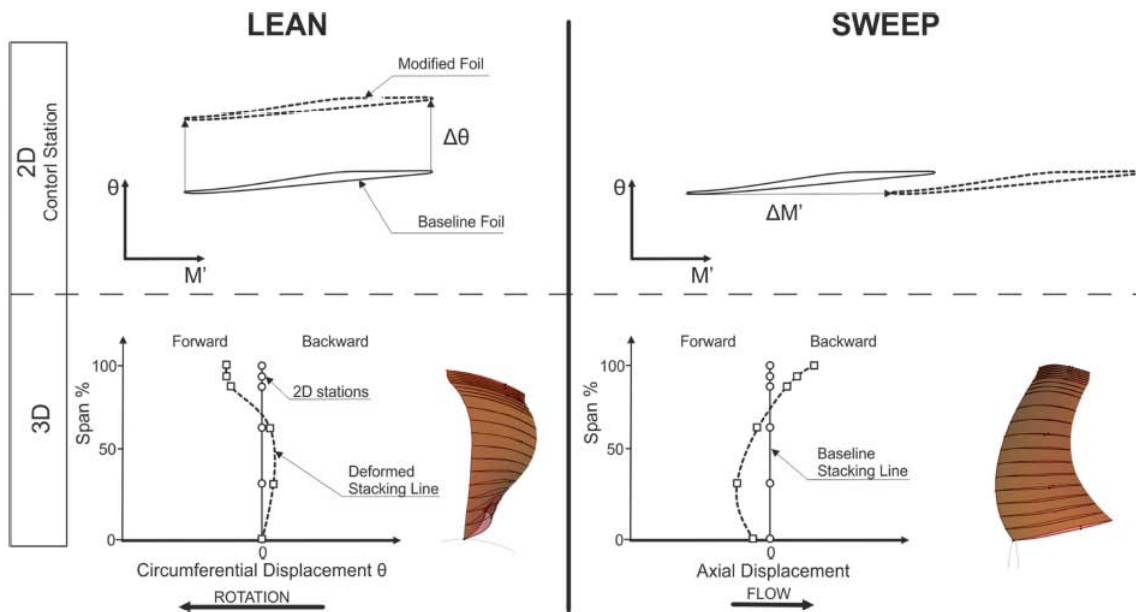 LEAN
SWEEP
2D
Contorl Station
Modified Foil
Δθ
θ
Baseline Foil
M'
ΔM'
θ
M'
3D
Forward
Backward
100
2D stations
Span %
50
Deformed
Stacking Line
0
0
Circumferential Displacement θ
ROTATION
Forward
Backward
100
Span %
50
Baseline
Stacking Line
0
0
Axial Displacement
FLOW